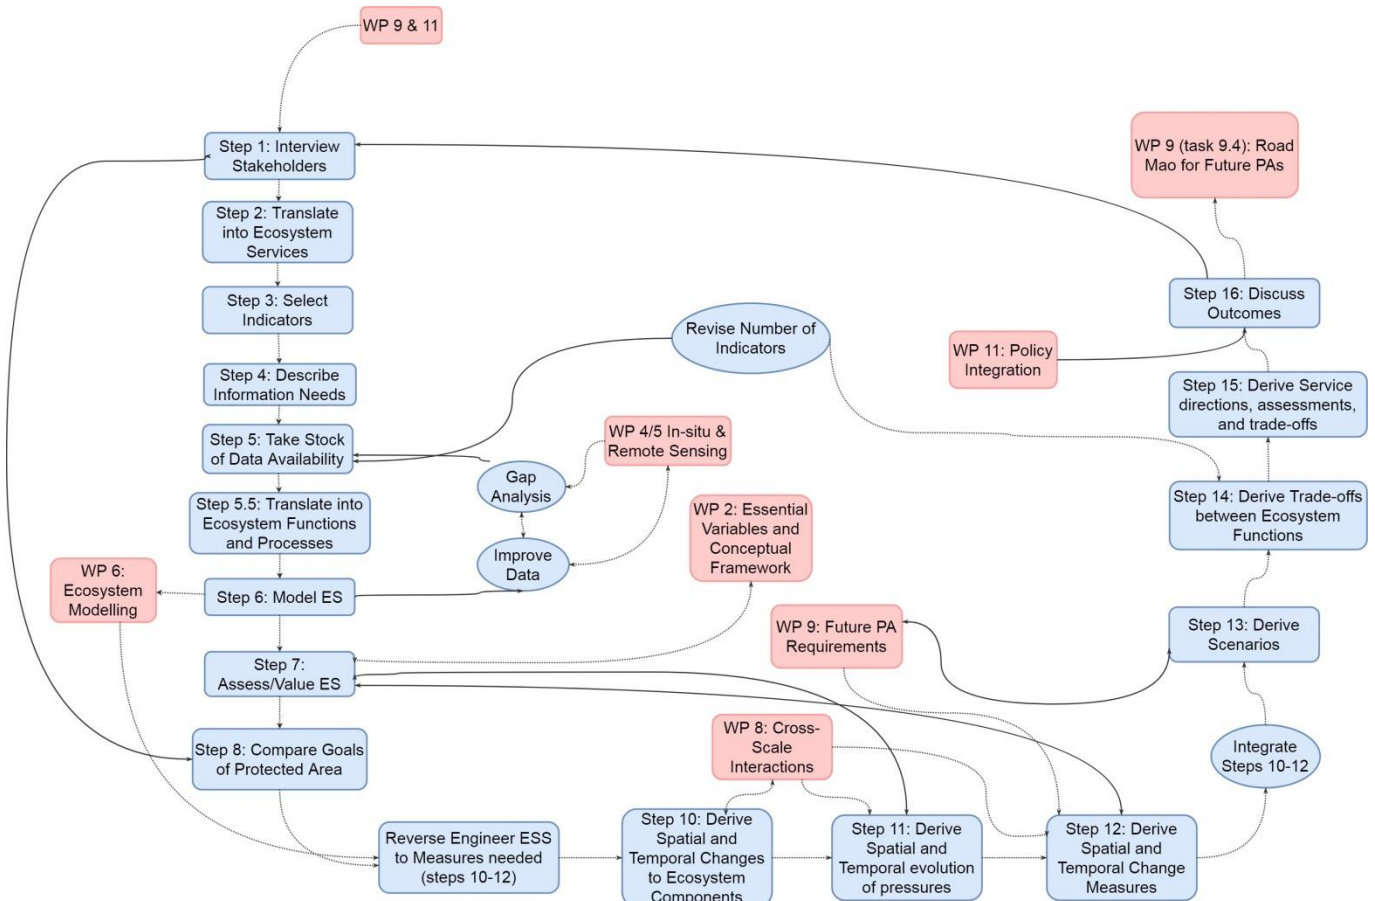 WP 9 & 11
Step 1: Interview
Stakeholders
Step 2: Translate
into Ecosystem
Services
Step 3: Select
Indicators
Step 4: Describe
Information Needs
Step 5: Take Stock
of Data Availability
Step 5.5: Translate into
Ecosystem Functions
and Processes
WP 6:
Ecosystem
Modelling
Step 6: Model ES
Step 7:
Assess/Value ES
Step 8: Compare Goals
of Protected Area
Reverse Engineer ESS
to Measures needed
(steps 10-12)
Revise Number of
Indicators
WP 4/5 In-situ &
Remote Sensing
Gap
Analysis
Improve
Data
WP 2: Essential
Variables and
Conceptual
Framework
WP 9: Future PA
Requirements
WP 8: Cross-
Scale
Interactions
Step 10: Derive
Spatial and
Temporal Changes
to Ecosystem
Components
Step 11: Derive
Spatial and
Temporal evolution
of pressures
Step 12: Derive
Spatial and
Temporal Change
Measures
Integrate
Steps 10-12
Step 13: Derive
Scenarios
Step 14: Derive Trade-offs
between Ecosystem
Functions
Step 15: Derive Service
directions, assessments,
and trade-offs
WP 11: Policy
Integration
Step 16: Discuss
Outcomes
WP 9 (task 9.4): Road
Mao for Future PAs